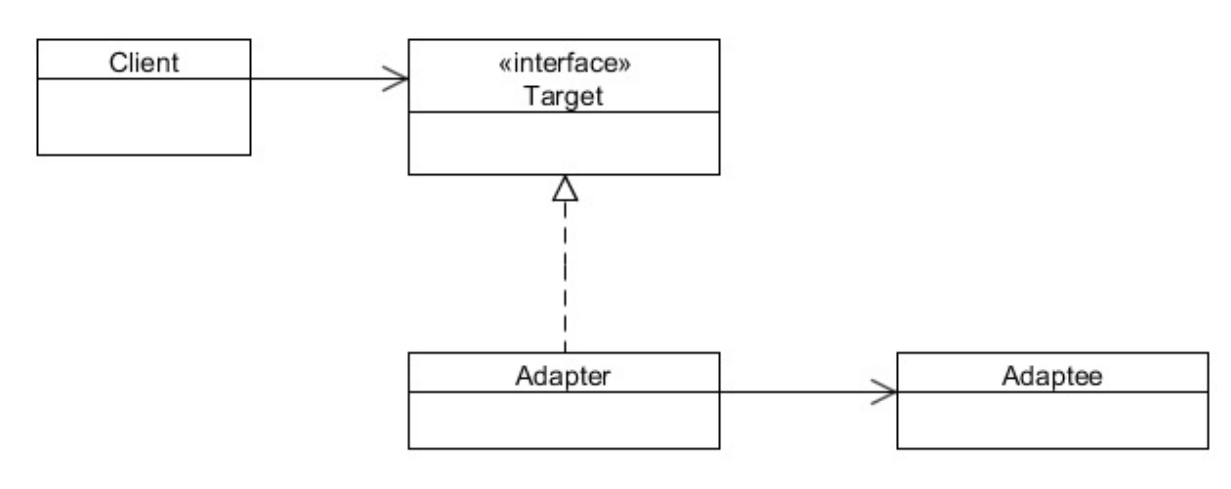 Client
«interface»
Target
Adapter
Adaptee